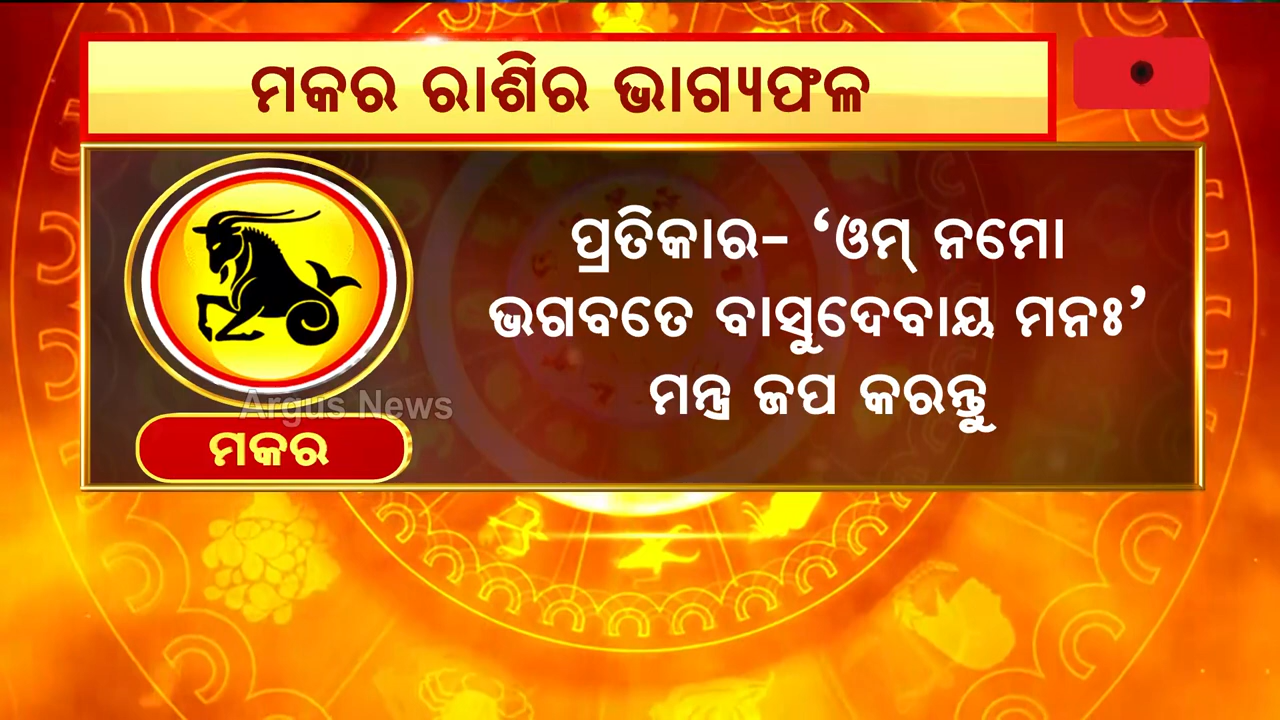 ମକର ରାଶିର ଭାଗ୍ୟଫଳ
ପ୍ରତିକାର- ‘ଓମ୍ ନମୋ
ଭଗବତେ ବାସୁଦେବାୟ ମନଃ’
ମନ୍ତ୍ର ଜପ କରନ୍ତୁ
Argus News
ମକର